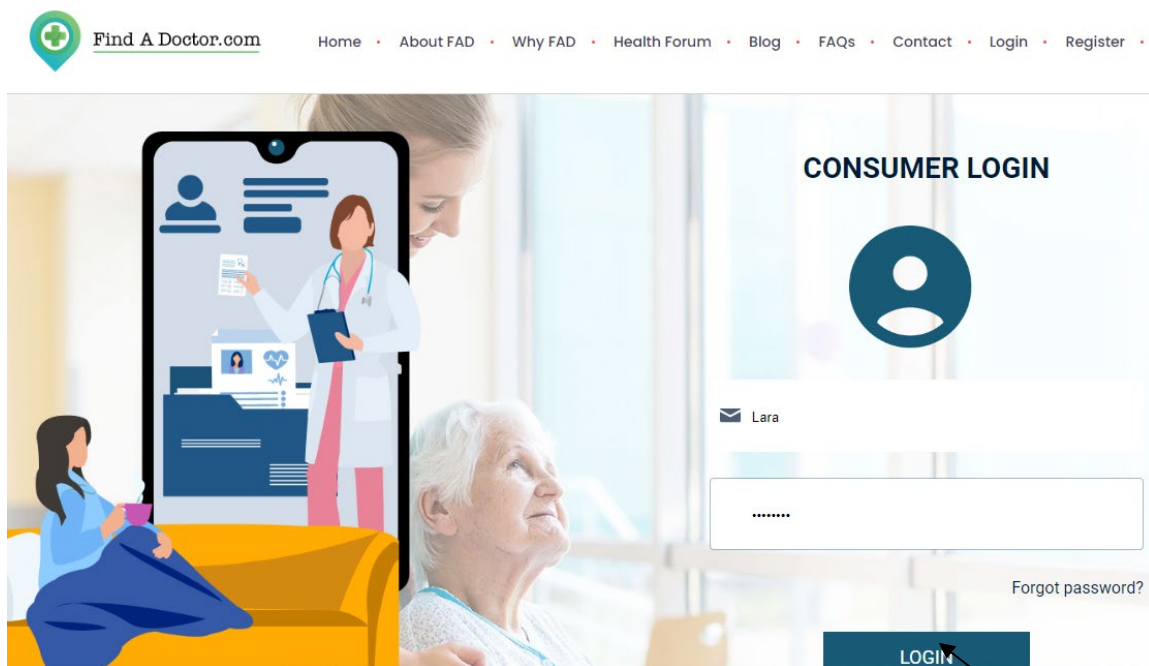 Find A Doctor.com
Home • About FAD • Why FAD • Health Forum • Blog • FAQs • Contact • Login • Register •
CONSUMER LOGIN
Lara
••••••••
Forgot password?
LOGIN